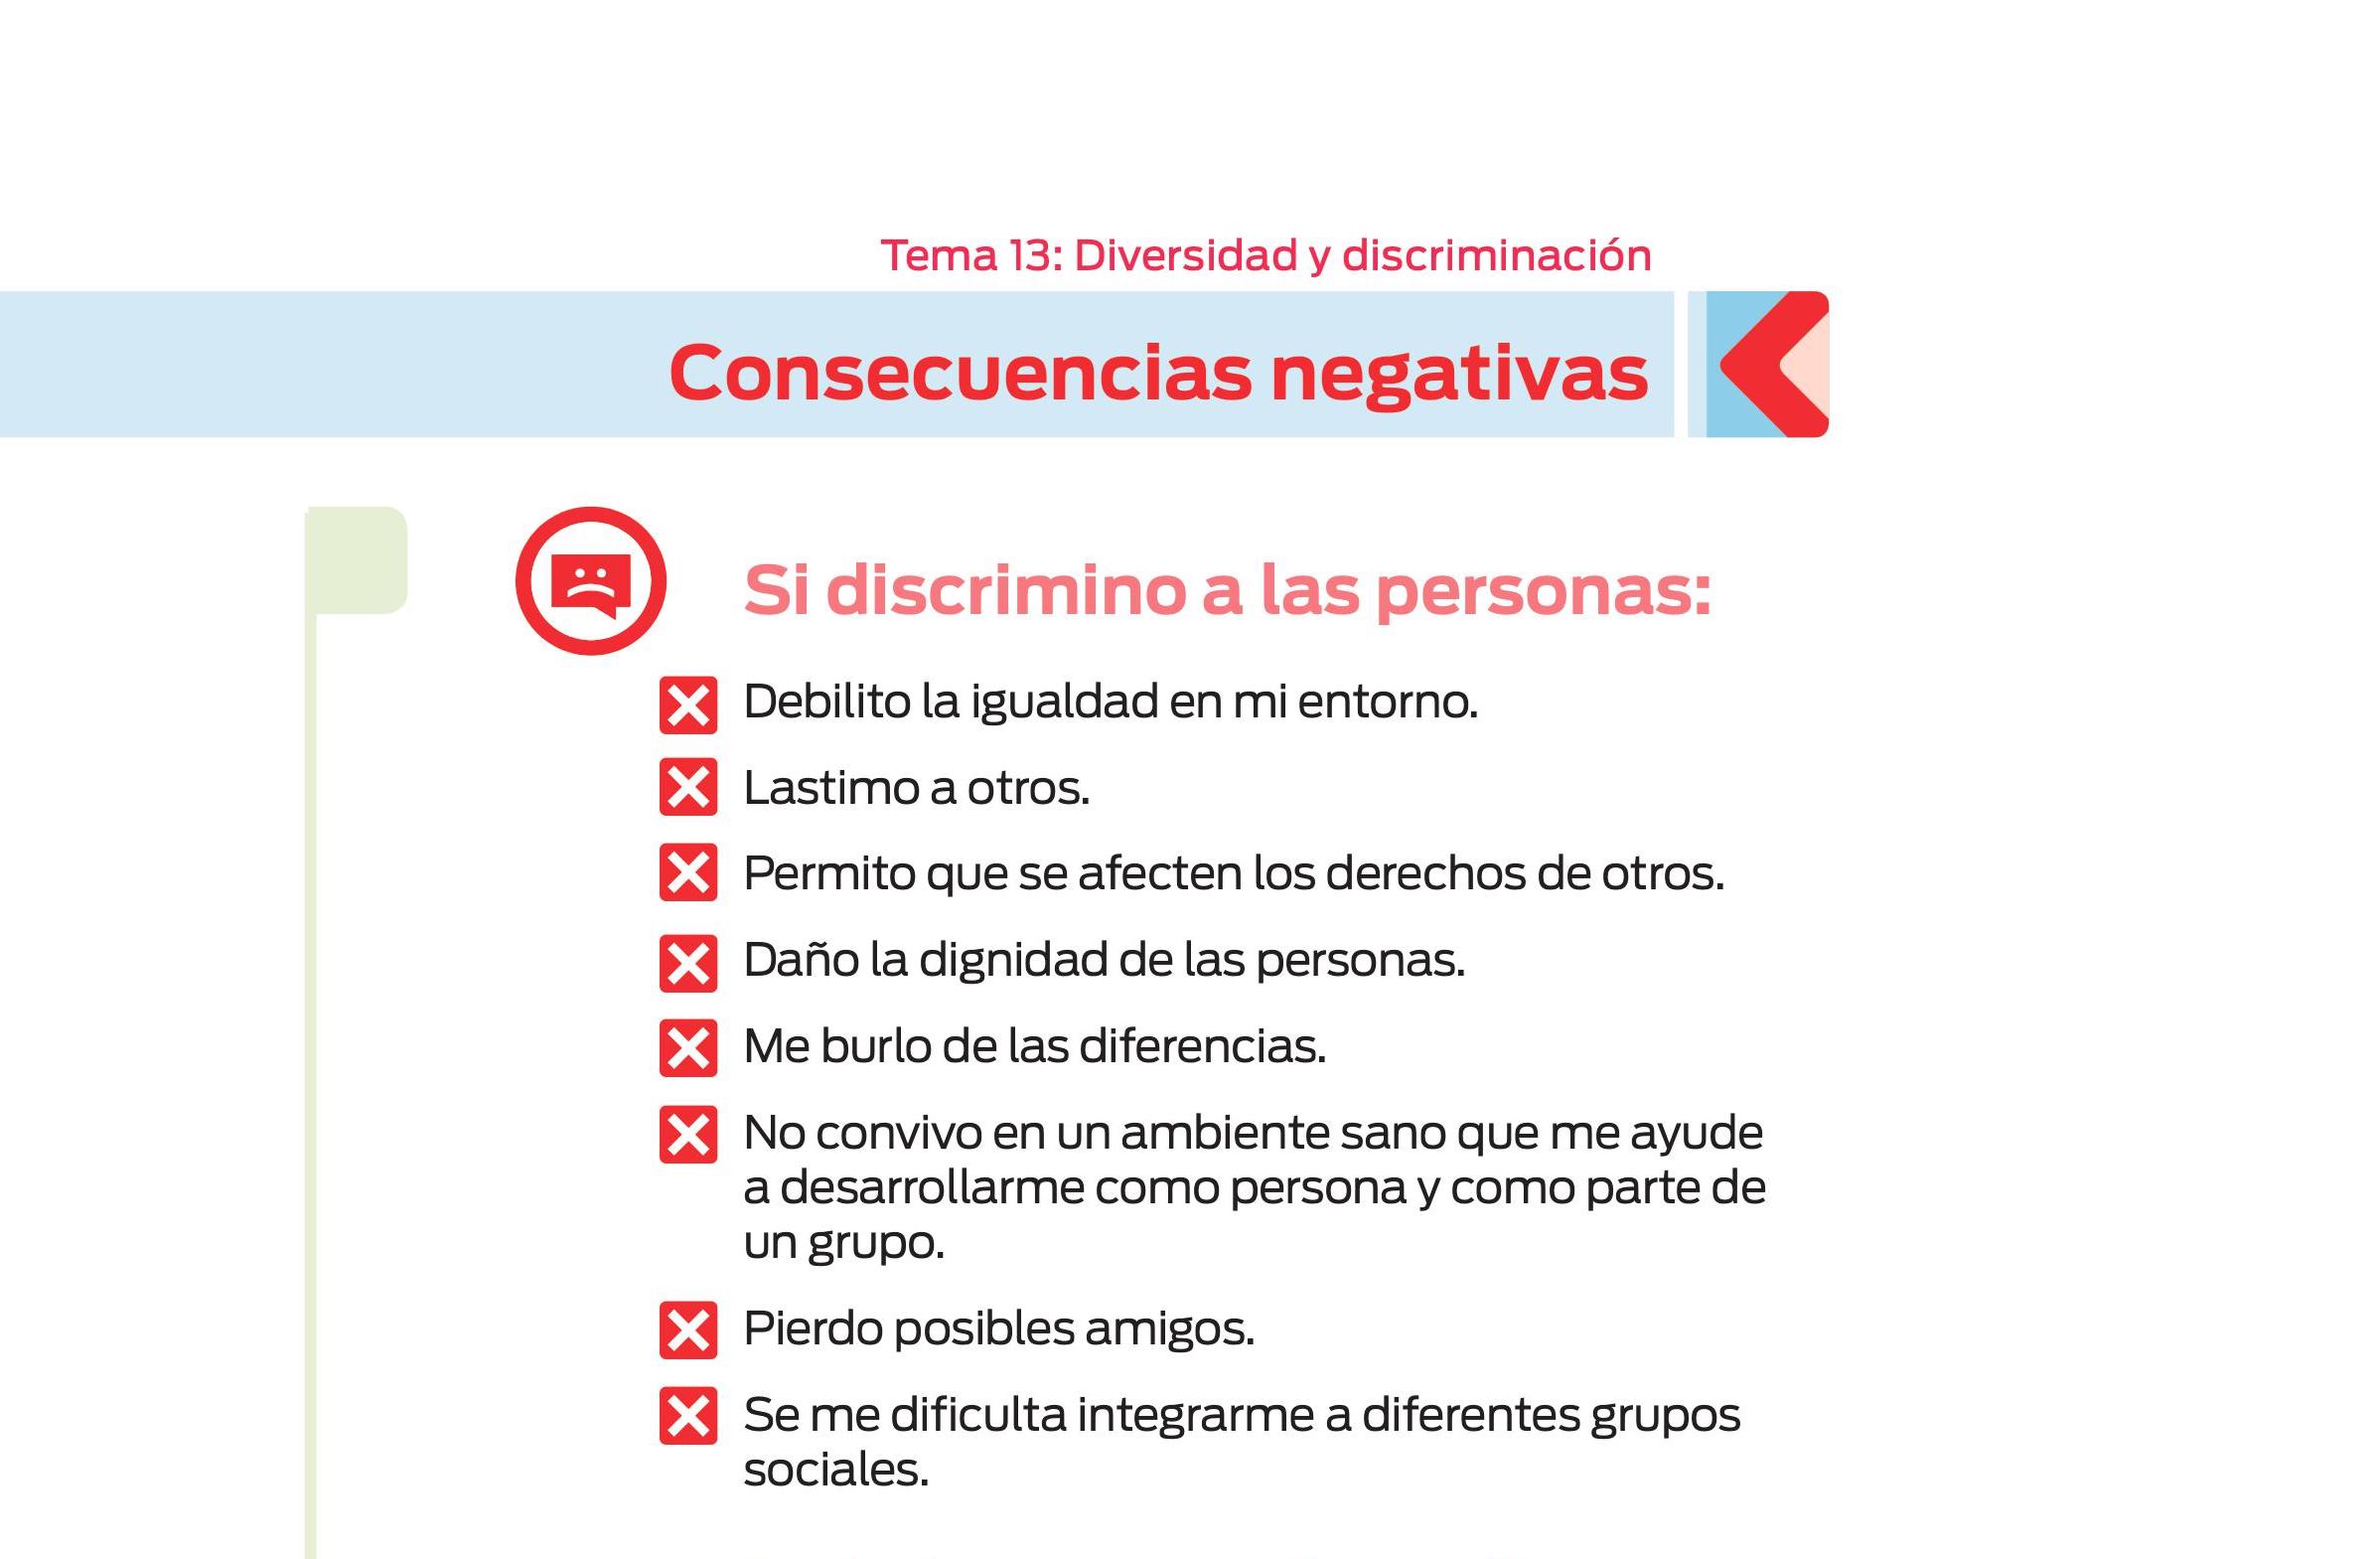 Tema 13: Diversidad y discriminación
Consecuencias negativas
Si discrimino a las personas:
Debilito la igualdad en mi entorno.
Lastimo a otros.
Permito que se afecten los derechos de otros.
Daño la dignidad de las personas.
Me burlo de las diferencias.
No convivo en un ambiente sano que me ayude
a desarrollarme como persona y como parte de
un grupo.
Pierdo posibles amigos.
Se me dificulta integrarme a diferentes grupos
sociales.